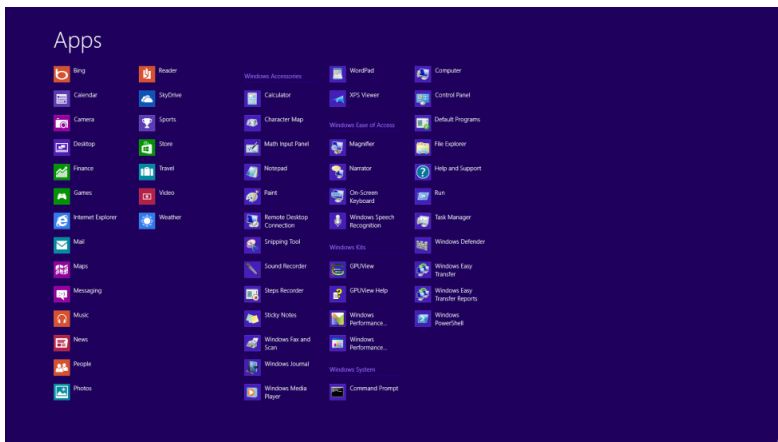 Apps
Bing
Calendar
Camera
Desktop
Finance
Games
Internet Explorer
Mail
Maps
Messaging
Music
News
People
Photos
Reader
SkyDrive
Sports
Store
Travel
Video
Weather
Windows Accessories
Calculator
Character Map
Math Input Panel
Notepad
Paint
Remote Desktop
Connection
Snipping Tool
Sound Recorder
Steps Recorder
Sticky Notes
Windows Fax and
Scan
Windows Journal
Windows Media
Player
WordPad
XPS Viewer
Windows Ease of Access
Magnifier
Narrator
On-Screen
Keyboard
Windows Speech
Recognition
Windows Kits
GPUView
GPUView Help
Windows
Performance...
Windows
Performance...
Windows System
Command Prompt
Computer
Control Panel
Default Programs
File Explorer
Help and Support
Run
Task Manager
Windows Defender
Windows Easy
Transfer
Windows Easy
Transfer Reports
Windows
PowerShell